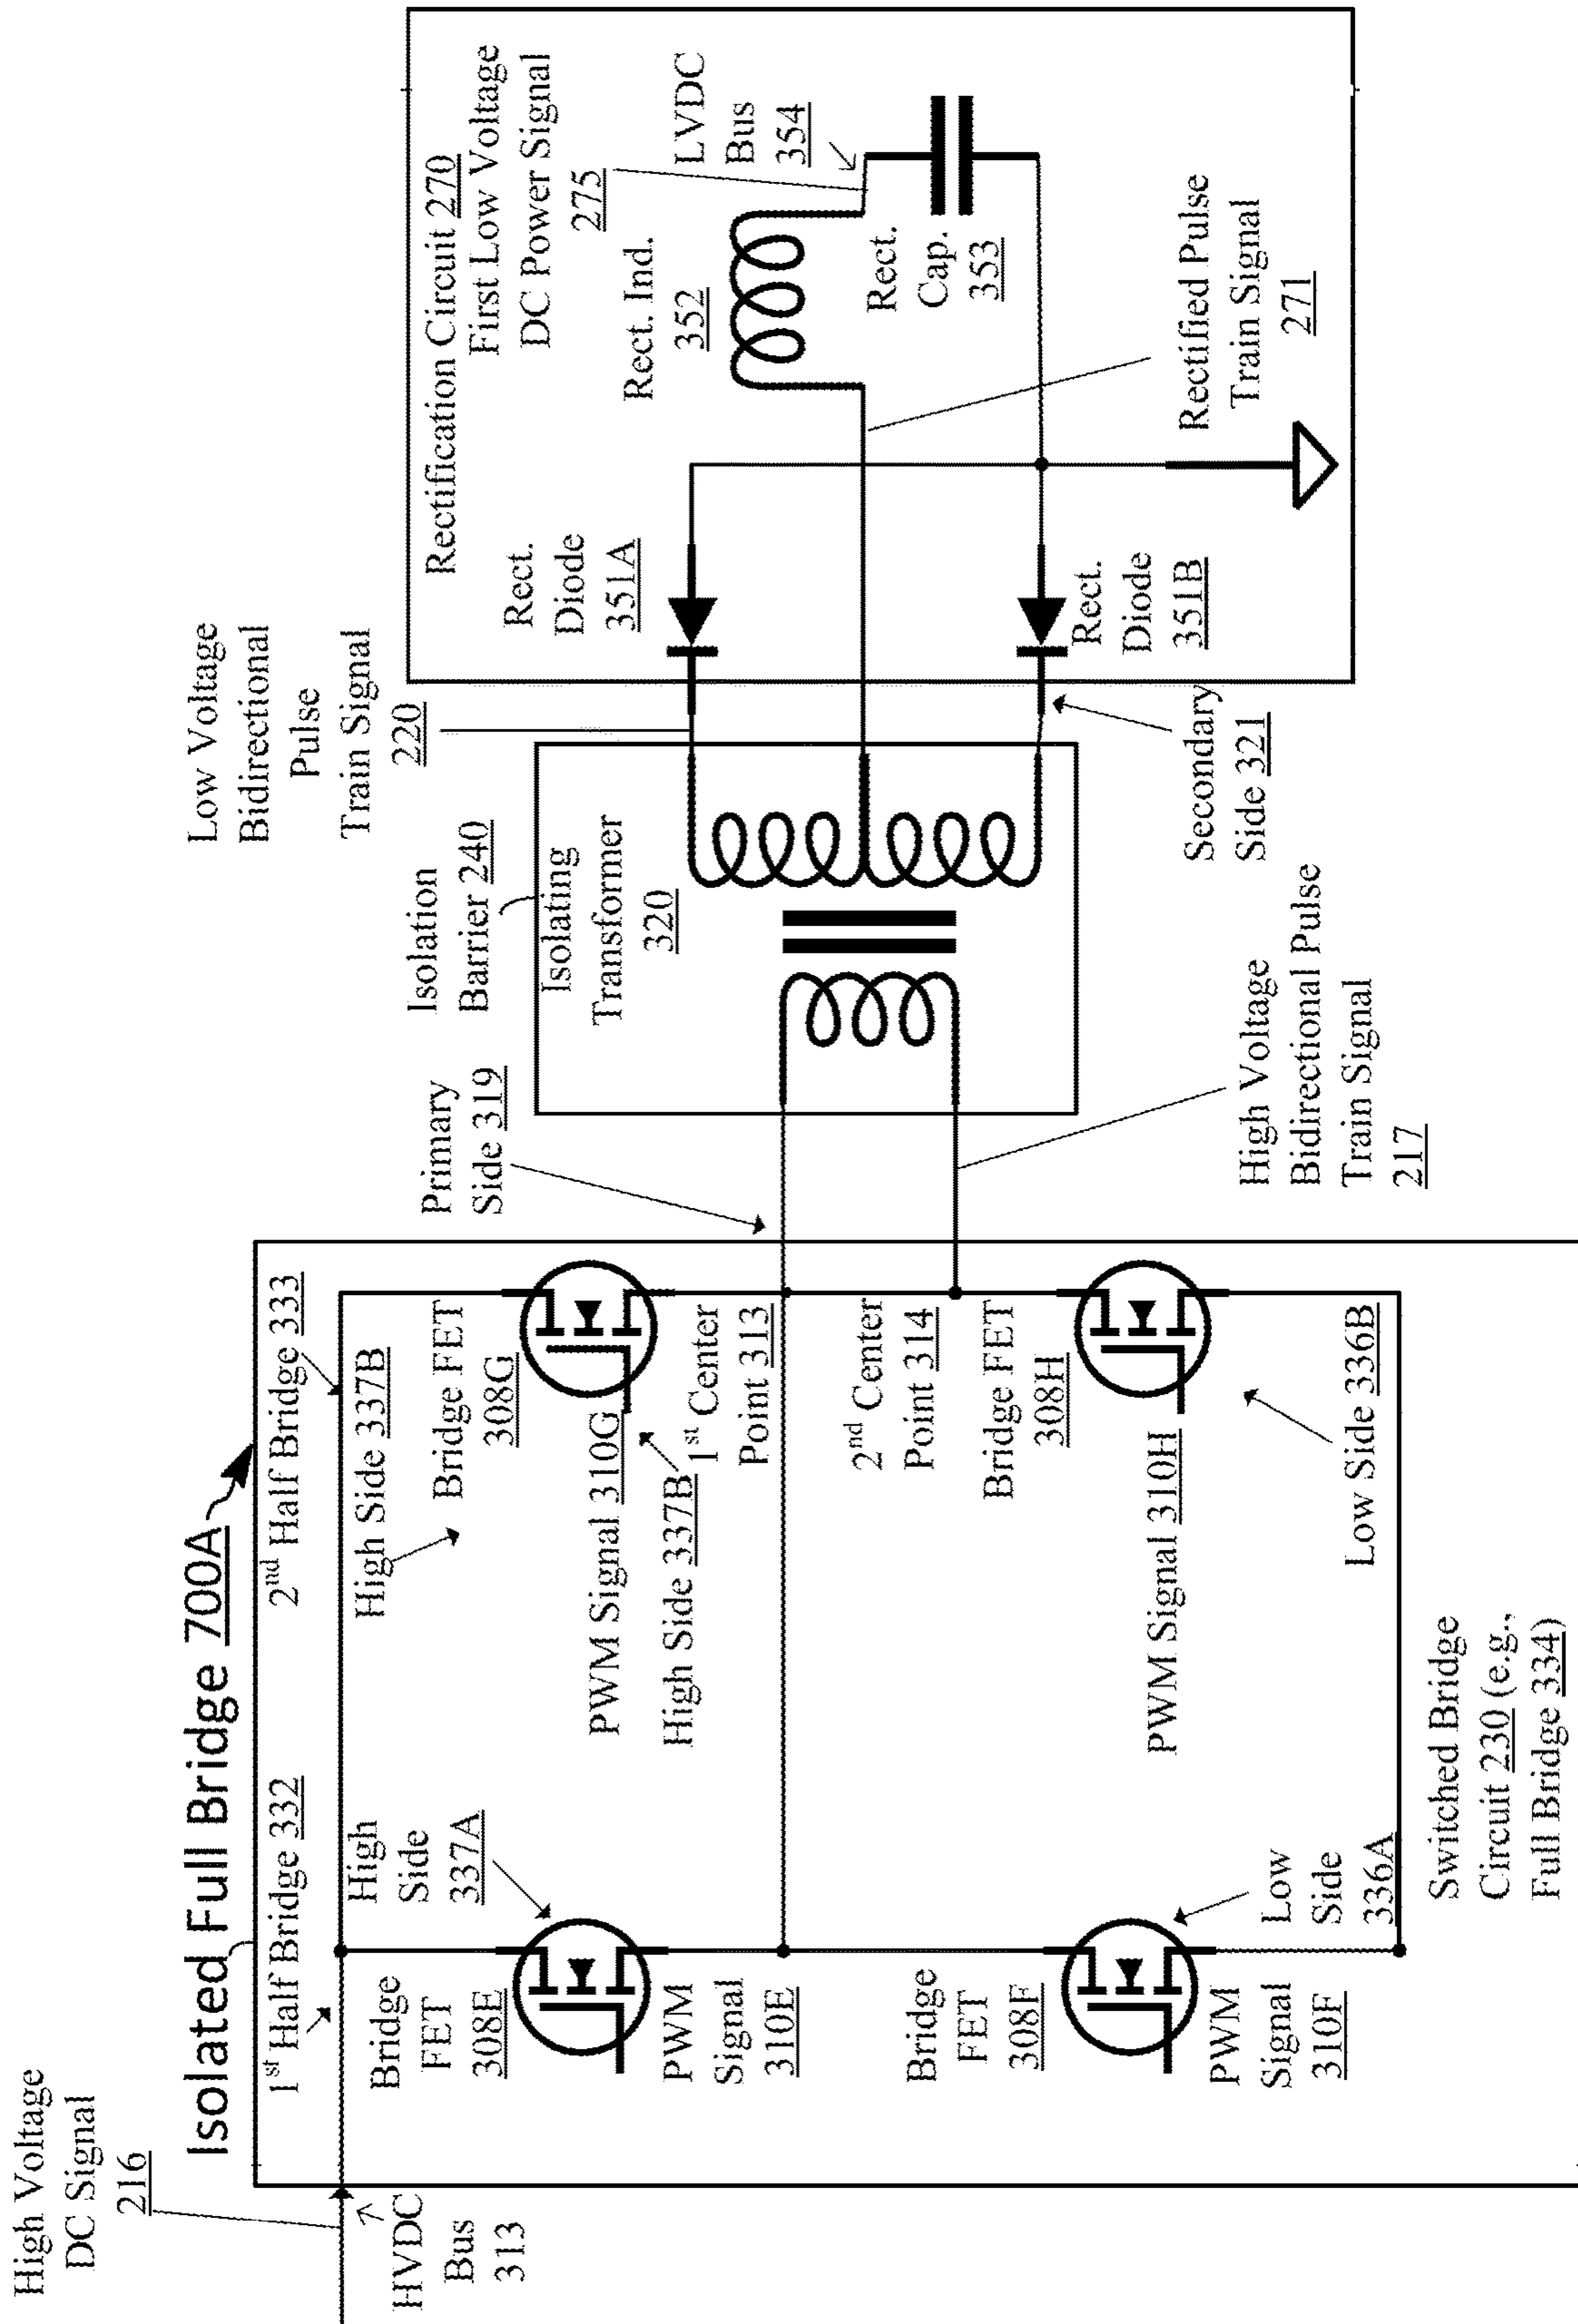 High Voltage
DC Signal
216
HVDC
Bus
313
Isolated Full Bridge 700A
1st Half Bridge 332
2nd Half Bridge 333
High
Side
337A
High Side 337B
Bridge
FET
308E
Bridge FET
308G
PWM
Signal
310E
PWM Signal 310G
High Side 337B
1st Center
Point 313
2nd Center
Point 314
Bridge
FET
308F
Bridge FET
308H
PWM
Signal
310F
PWM Signal 310H
Low
Side
336A
Low Side 336B
Switched Bridge
Circuit 230 (e.g.,
Full Bridge 334)
Primary
Side 319
High Voltage
Bidirectional Pulse
Train Signal
217
Isolation
Barrier 240
Isolating
Transformer
320
Low Voltage
Bidirectional
Pulse
Train Signal
220
Secondary
Side 321
Rectification Circuit 270
First Low Voltage
DC Power Signal
275
Rect.
Diode
351A
Rect. Ind.
352
LVDC
Bus
354
Rect.
Cap.
353
Rect.
Diode
351B
Rectified Pulse
Train Signal
271